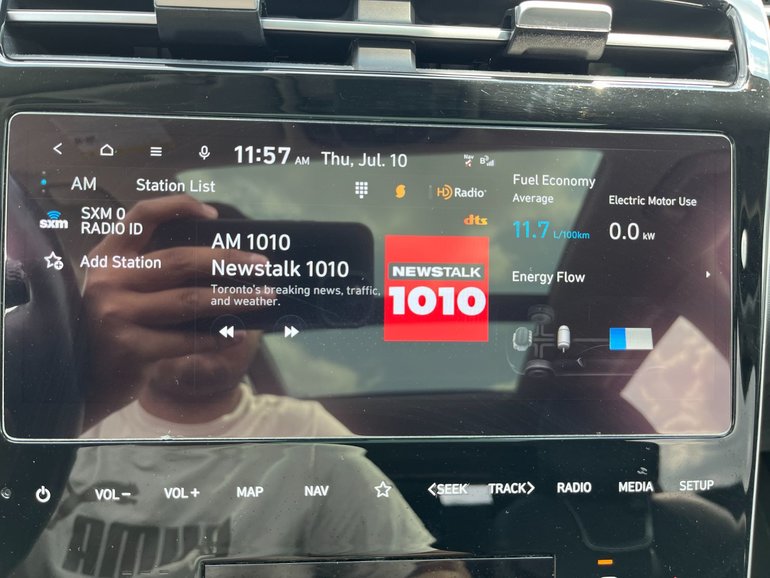 11:57 AM Thu, Jul. 10
AM Station List
HD Radio
dts
sxm SXM 0
RADIO ID
Add Station
AM 1010
Newstalk 1010
Toronto's breaking news, traffic,
and weather.
NEWSTALK
1010
Fuel Economy
Average
11.7 L/100km
Electric Motor Use
0.0 kW
Energy Flow
VOL− VOL+ MAP NAV <SEEK TRACK> RADIO MEDIA SETUP